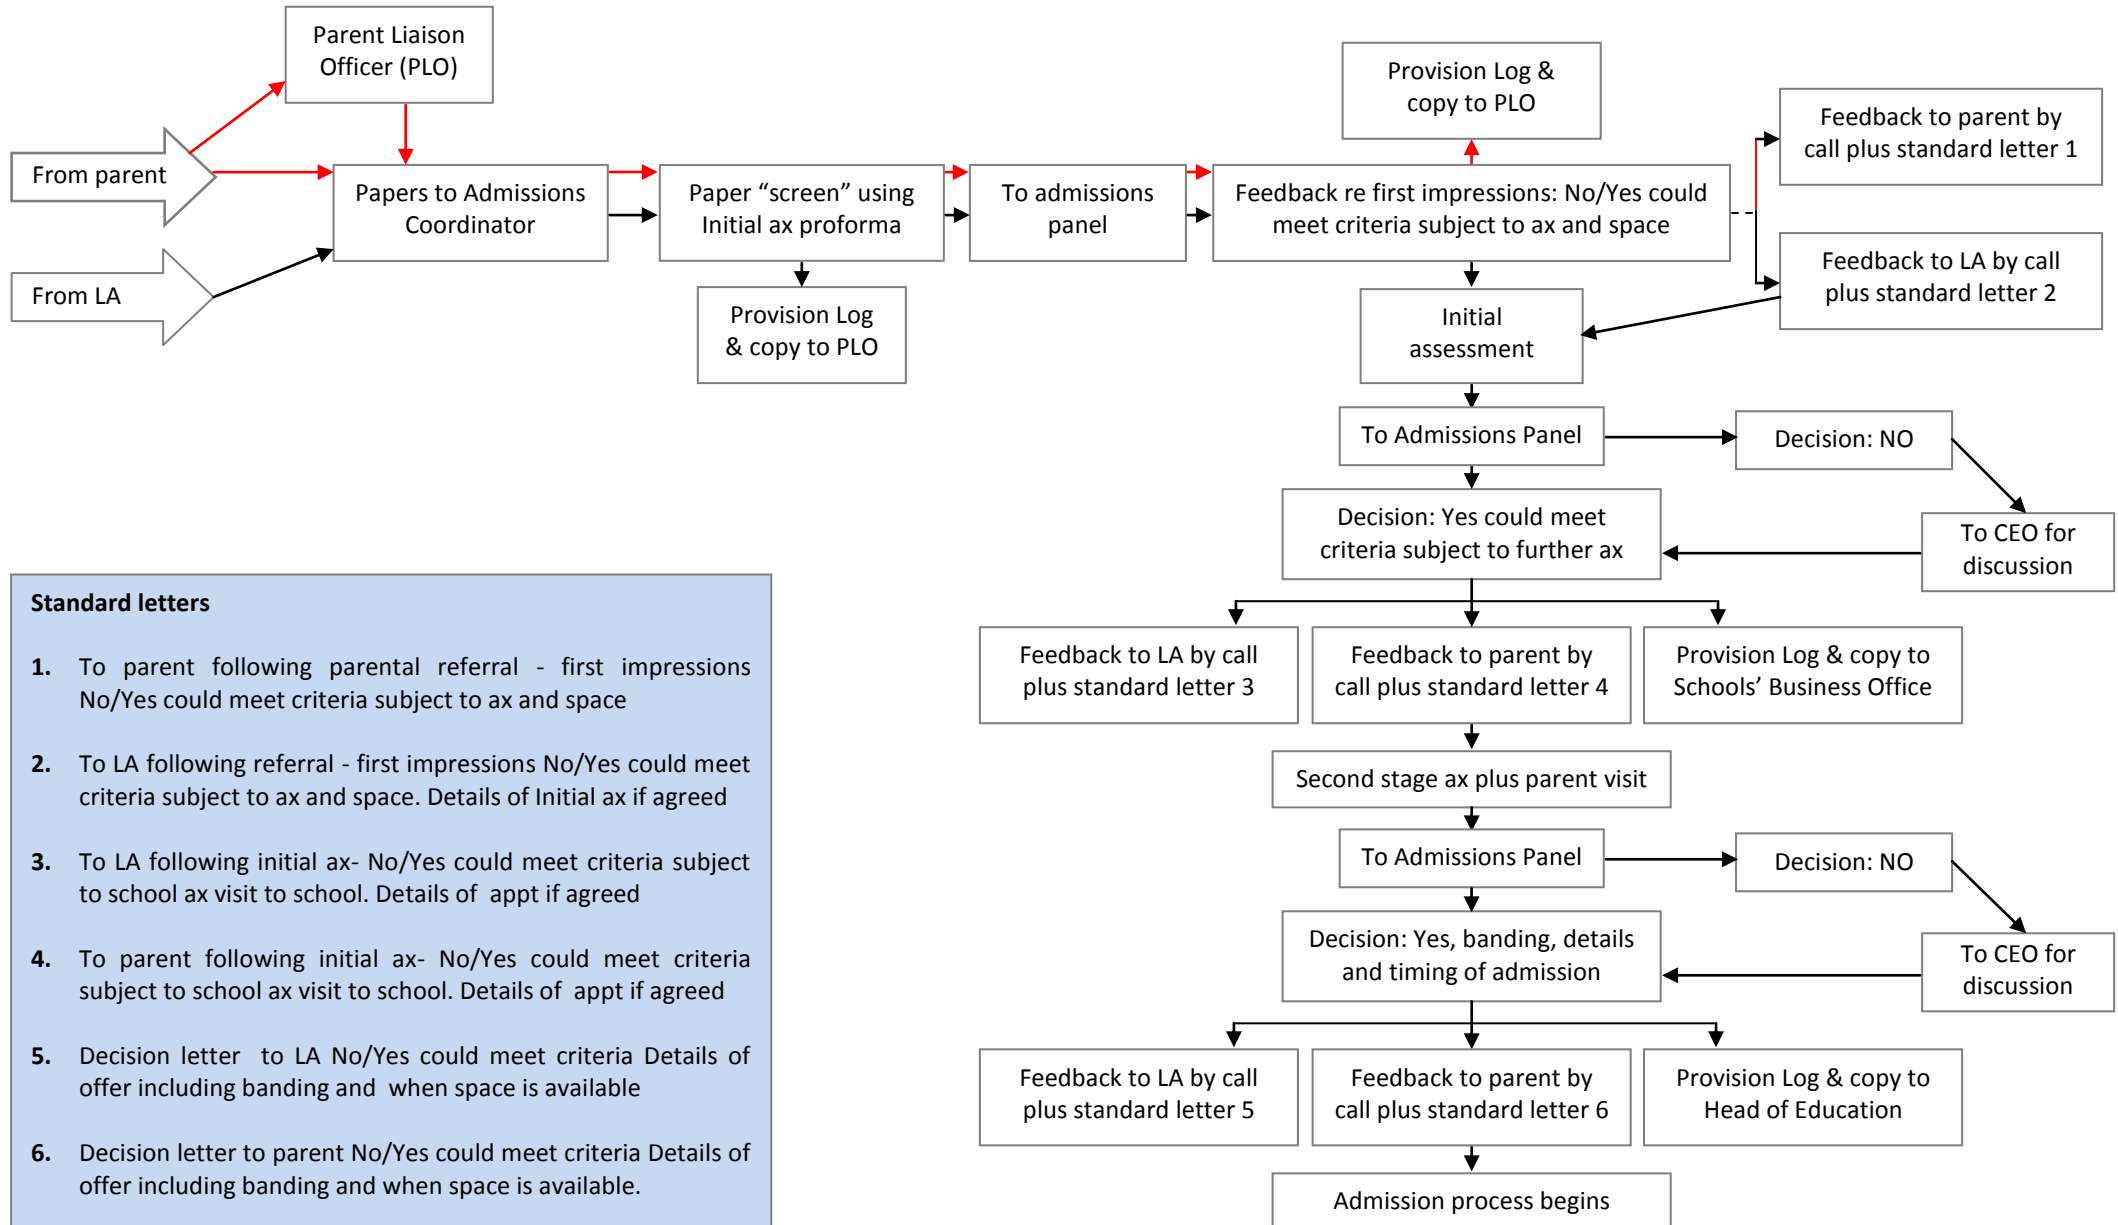 Parent Liaison
Officer (PLO)
From parent
From LA
Papers to Admissions
Coordinator
Paper “screen” using
Initial ax proforma
Provision Log
& copy to PLO
To admissions
panel
Provision Log &
copy to PLO
Feedback re first impressions: No/Yes could
meet criteria subject to ax and space
Feedback to parent by
call plus standard letter 1
Feedback to LA by call
plus standard letter 2
Initial
assessment
To Admissions Panel
Decision: NO
To CEO for
discussion
Decision: Yes could meet
criteria subject to further ax
Feedback to LA by call
plus standard letter 3
Feedback to parent by
call plus standard letter 4
Provision Log & copy to
Schools’ Business Office
Second stage ax plus parent visit
To Admissions Panel
Decision: NO
To CEO for
discussion
Decision: Yes, banding, details
and timing of admission
Feedback to LA by call
plus standard letter 5
Feedback to parent by
call plus standard letter 6
Provision Log & copy to
Head of Education
Admission process begins
Standard letters
1. To parent following parental referral - first impressions
No/Yes could meet criteria subject to ax and space
2. To LA following referral - first impressions No/Yes could meet
criteria subject to ax and space. Details of Initial ax if agreed
3. To LA following initial ax- No/Yes could meet criteria subject
to school ax visit to school. Details of appt if agreed
4. To parent following initial ax- No/Yes could meet criteria
subject to school ax visit to school. Details of appt if agreed
5. Decision letter to LA No/Yes could meet criteria Details of
offer including banding and when space is available
6. Decision letter to parent No/Yes could meet criteria Details of
offer including banding and when space is available.